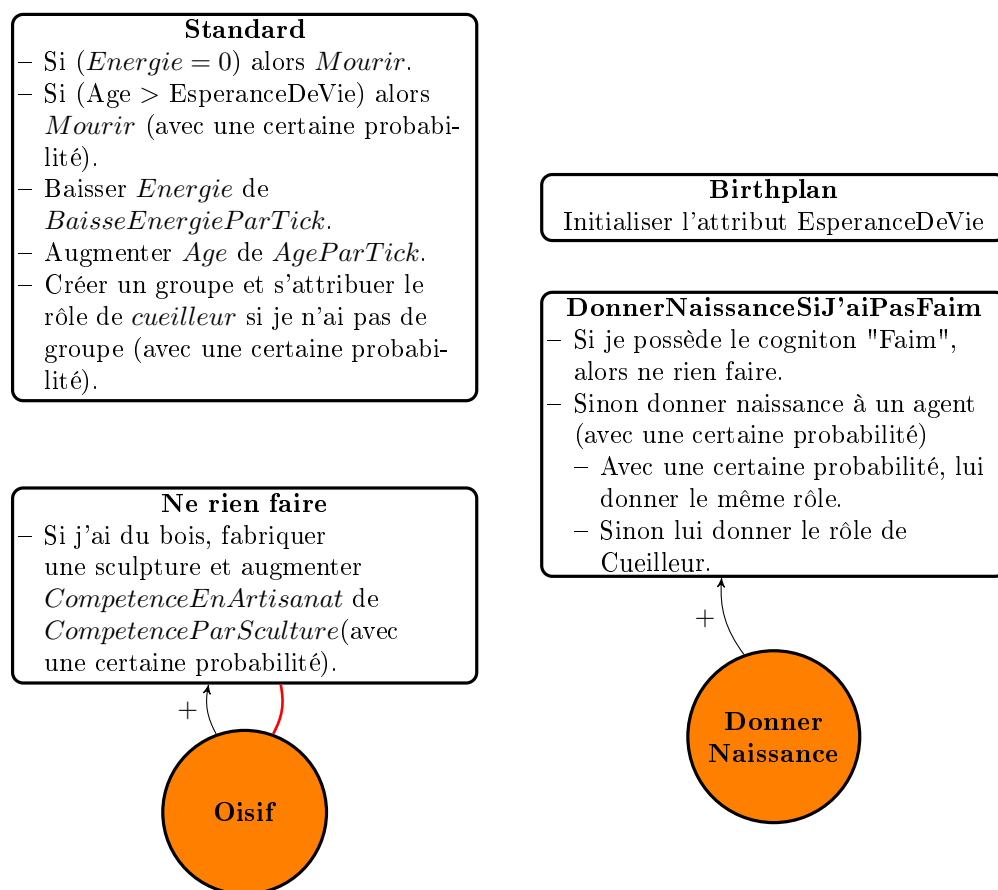 Standard
– Si (Energie = 0) alors Mourir.
– Si (Age > EsperanceDeVie) alors
Mourir (avec une certaine probabi-
lité).
– Baisser Energie de
BaisseEnergieParTick.
– Augmenter Age de AgeParTick.
– Créer un groupe et s'attribuer le
rôle de cueilleur si je n'ai pas de
groupe (avec une certaine probabi-
lité).
Birthplan
Initialiser l'attribut EsperanceDeVie
DonnerNaissanceSiJ'aiPasFaim
– Si je possède le cogniton "Faim",
alors ne rien faire.
– Sinon donner naissance à un agent
(avec une certaine probabilité)
– Avec une certaine probabilité, lui
donner le même rôle.
– Sinon lui donner le rôle de
Cueilleur.
Ne rien faire
– Si j'ai du bois, fabriquer
une sculpture et augmenter
CompetenceEnArtisanat de
CompetenceParSculture(avec
une certaine probabilité).
+
Oisif
+
Donner
Naissance